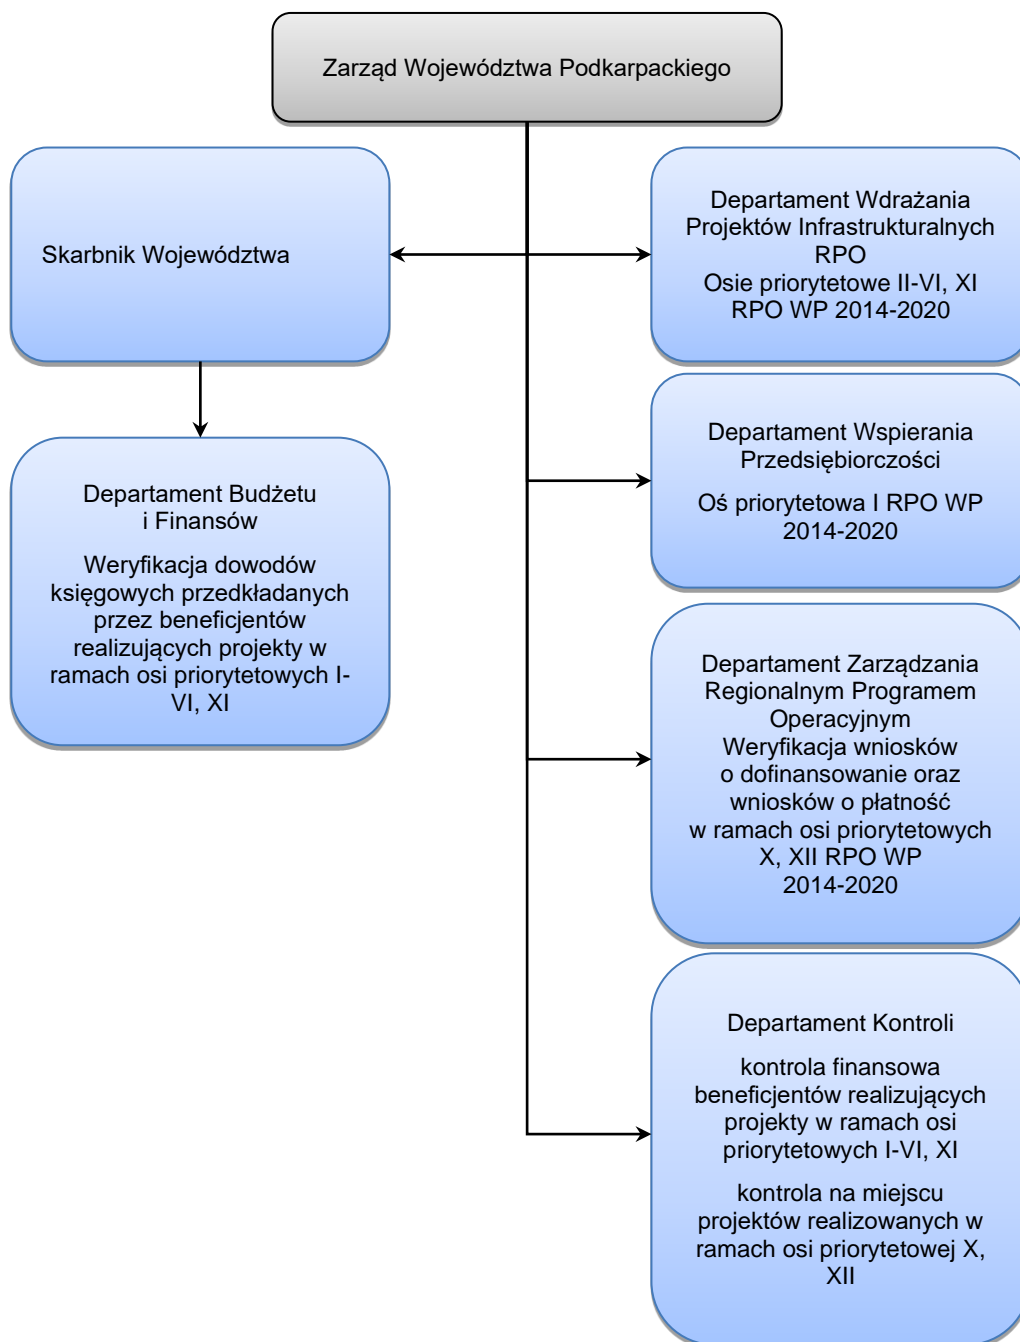 Zarząd Województwa Podkarpackiego
Skarbnik Województwa
Departament Wdrażania
Projektów Infrastrukturalnych
RPO
Osie priorytetowe II-VI, XI
RPO WP 2014-2020
Departament Budżetu
i Finansów
Weryfikacja dowodów
księgowych przedkładanych
przez beneficjentów
realizujących projekty w
ramach osi priorytetowych I-
VI, XI
Departament Wspierania
Przedsiębiorczości
Oś priorytetowa I RPO WP
2014-2020
Departament Zarządzania
Regionalnym Programem
Operacyjnym
Weryfikacja wniosków
o dofinansowanie oraz
wniosków o płatność
w ramach osi priorytetowych
X, XII RPO WP
2014-2020
Departament Kontroli
kontrola finansowa
beneficjentów realizujących
projekty w ramach osi
priorytetowych I-VI, XI
kontrola na miejscu
projektów realizowanych w
ramach osi priorytetowej X,
XII